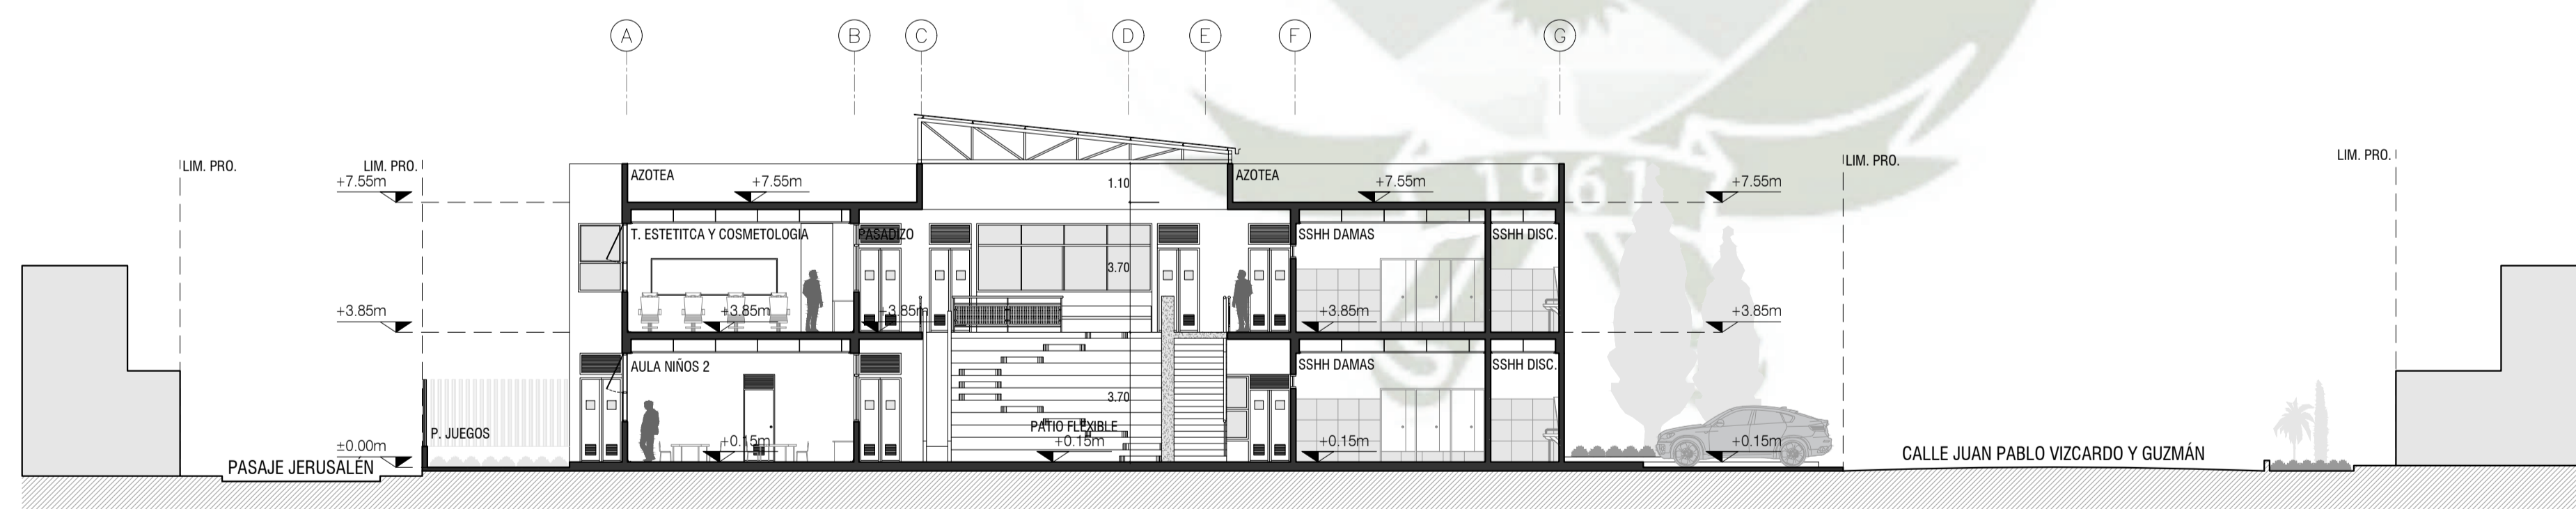 A
B
C
D
E
F
G
LIM. PRO.
LIM. PRO.
LIM. PRO.
LIM. PRO.
+7.55m
AZOTEA
+7.55m
1.10
AZOTEA
+7.55m
+7.55m
1961
T. ESTETITCA Y COSMETOLOGIA
PASADIZO
SSHH DAMAS
SSHH DISC.
3.70
+3.85m
+3.85m
+3.85m
+3.85m
+3.85m
AULA NIÑOS 2
SSHH DAMAS
SSHH DISC.
3.70
P. JUEGOS
PATIO FLEXIBLE
±0.00m
+0.15m
+0.15m
+0.15m
+0.15m
PASAJE JERUSALÉN
CALLE JUAN PABLO VIZCARDO Y GUZMÁN